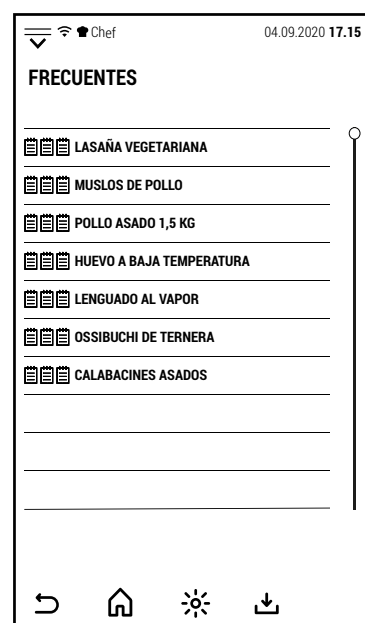 Chef 04.09.2020 17.15
FRECUENTES
LASAÑA VEGETARIANA
MUSLOS DE POLLO
POLLO ASADO 1,5 KG
HUEVO A BAJA TEMPERATURA
LENGUADO AL VAPOR
OSSIBUCHI DE TERNERA
CALABACINES ASADOS